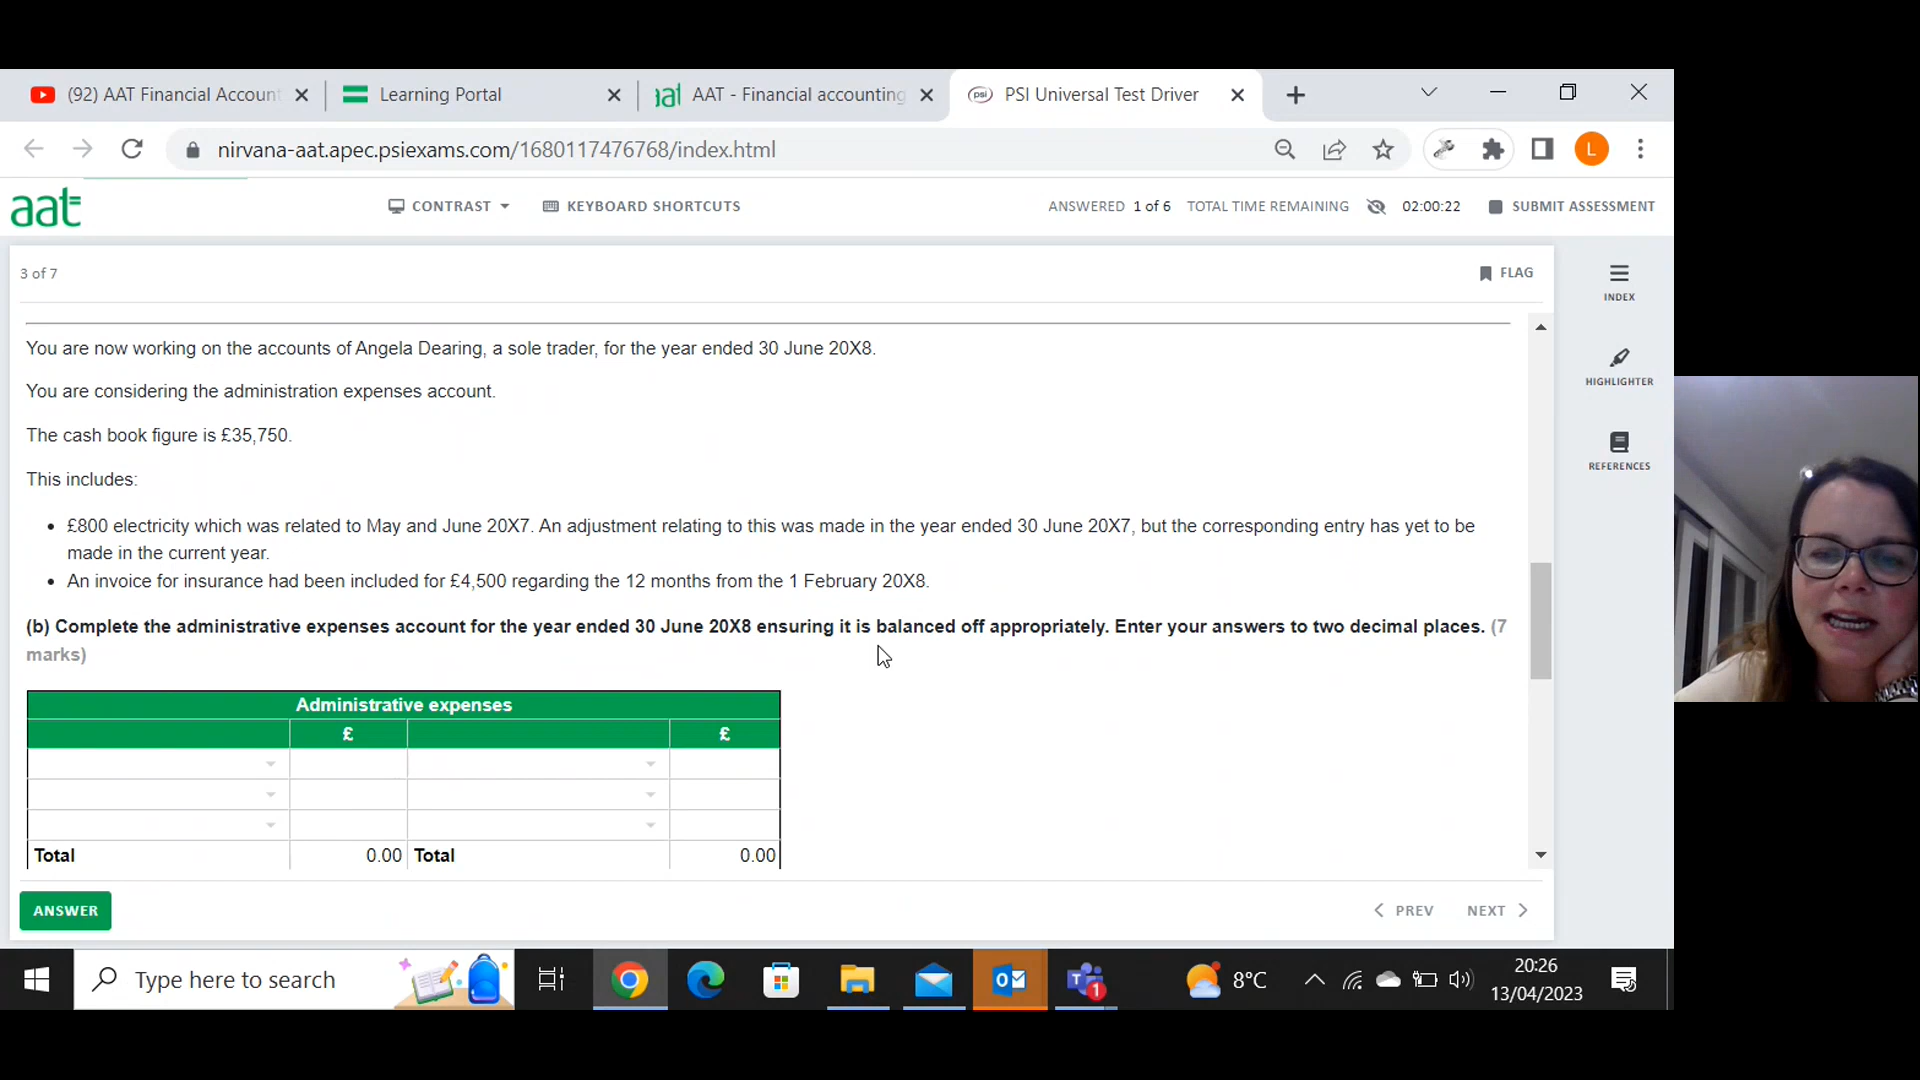 (92) AAT Financial Account
Learning Portal
aat AAT - Financial accounting
psi PSI Universal Test Driver
nirvana-aat.apec.psiexams.com/1680117476768/index.html
L
aat
CONTRAST
KEYBOARD SHORTCUTS
ANSWERED 1 of 6 TOTAL TIME REMAINING 02:00:22 SUBMIT ASSESSMENT
3 of 7
FLAG
INDEX
HIGHLIGHTER
REFERENCES
You are now working on the accounts of Angela Dearing, a sole trader, for the year ended 30 June 20X8.
You are considering the administration expenses account.
The cash book figure is £35,750.
This includes:
• £800 electricity which was related to May and June 20X7. An adjustment relating to this was made in the year ended 30 June 20X7, but the corresponding entry has yet to be
made in the current year.
• An invoice for insurance had been included for £4,500 regarding the 12 months from the 1 February 20X8.
(b) Complete the administrative expenses account for the year ended 30 June 20X8 ensuring it is balanced off appropriately. Enter your answers to two decimal places. (7
marks)
Administrative expenses
£ £
Total 0.00 Total 0.00
ANSWER
PREV NEXT
Type here to search
T
1
8°C
20:26
13/04/2023